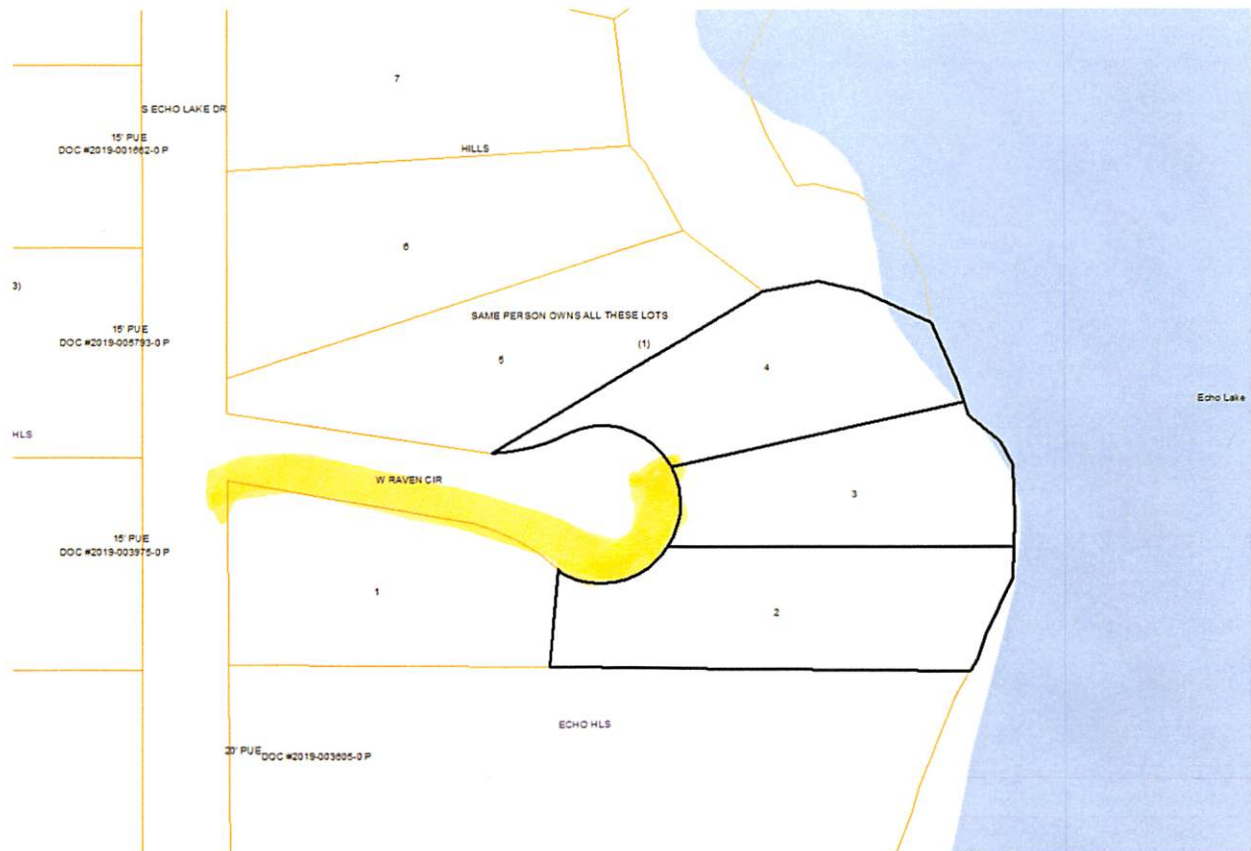 7
S ECHO LAKE DR
15' PUE
DOC #2019-001662-0 P
HILLS
6
3)
SAME PERSON OWNS ALL THESE LOTS
15' PUE
DOC #2019-005793-0 P
(1)
5
4
Echo Lake
HLS
W RAVEN CIR
3
15' PUE
DOC #2019-003975-0 P
1
2
ECHO HLS
20' PUE
DOC #2019-003605-0 P